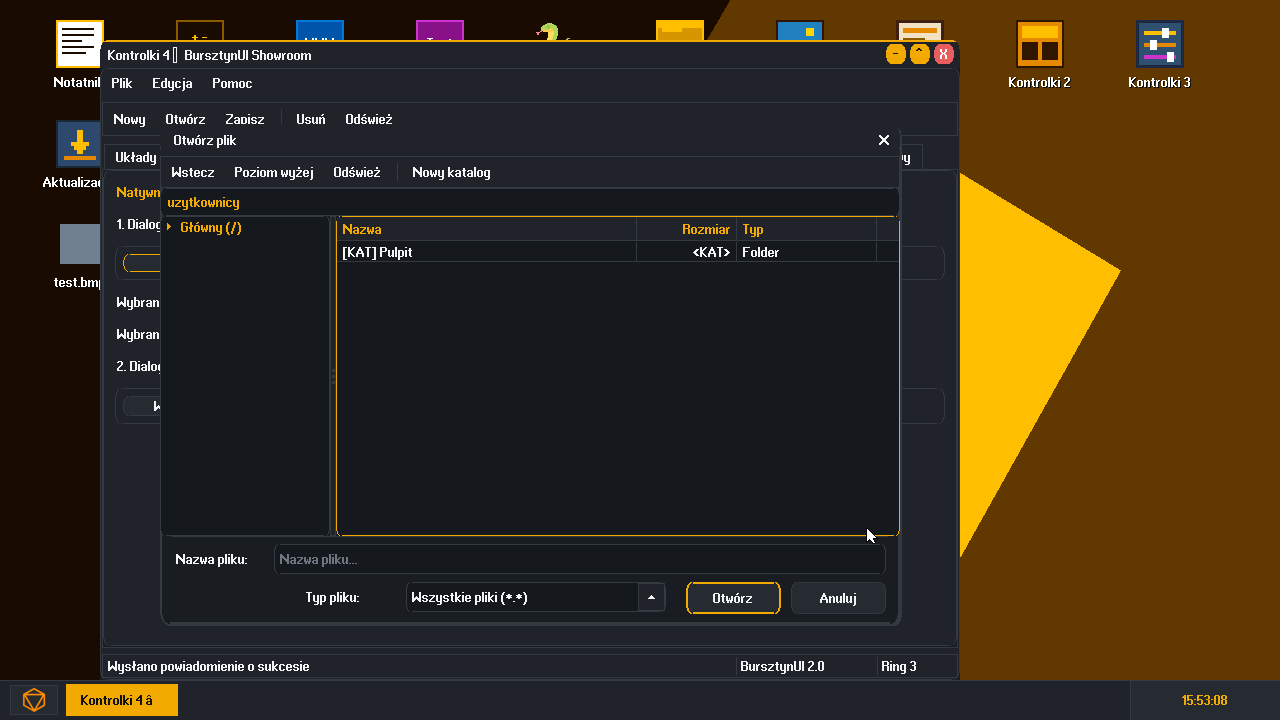 Notatnik
Kontrolki 2
Kontrolki 3
Kontrolki 4 BursztynUI Showroom
Plik Edycja Pomoc
Nowy Otwórz Zapisz Usuń Odśwież
Układy
Otwórz plik
Wstecz Poziom wyżej Odśwież Nowy katalog
uzytkownicy
Główny (/)
Nazwa Rozmiar Typ
[KAT] Pulpit <KAT> Folder
Natywn
1. Dialog
Aktualizac
test.bmp
Wybran
Wybran
2. Dialog
W
Nazwa pliku: Nazwa pliku...
Typ pliku: Wszystkie pliki (*.*) Otwórz Anuluj
Wysłano powiadomienie o sukcesie BursztynUI 2.0 Ring 3
Kontrolki 4 â
15:53:08